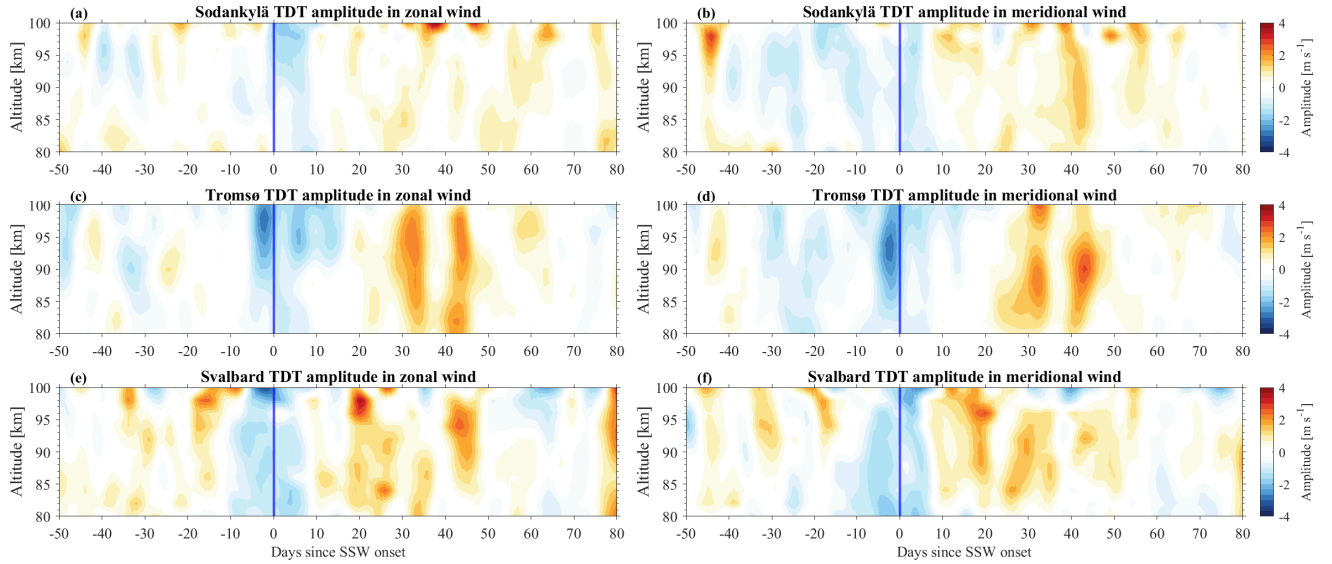 (a) Sodankylä TDT amplitude in zonal wind
100
95
90
85
80
Altitude [km]
-50 -40 -30 -20 -10 0 10 20 30 40 50 60 70 80
(b) Sodankylä TDT amplitude in meridional wind
100
95
90
85
80
Altitude [km]
-50 -40 -30 -20 -10 0 10 20 30 40 50 60 70 80
4
2
0
-2
-4
Amplitude [m s⁻¹]
(c) Tromsø TDT amplitude in zonal wind
100
95
90
85
80
Altitude [km]
-50 -40 -30 -20 -10 0 10 20 30 40 50 60 70 80
(d) Tromsø TDT amplitude in meridional wind
100
95
90
85
80
Altitude [km]
-50 -40 -30 -20 -10 0 10 20 30 40 50 60 70 80
4
2
0
-2
-4
Amplitude [m s⁻¹]
(e) Svalbard TDT amplitude in zonal wind
100
95
90
85
80
Altitude [km]
-50 -40 -30 -20 -10 0 10 20 30 40 50 60 70 80
Days since SSW onset
(f) Svalbard TDT amplitude in meridional wind
100
95
90
85
80
Altitude [km]
-50 -40 -30 -20 -10 0 10 20 30 40 50 60 70 80
Days since SSW onset
4
2
0
-2
-4
Amplitude [m s⁻¹]